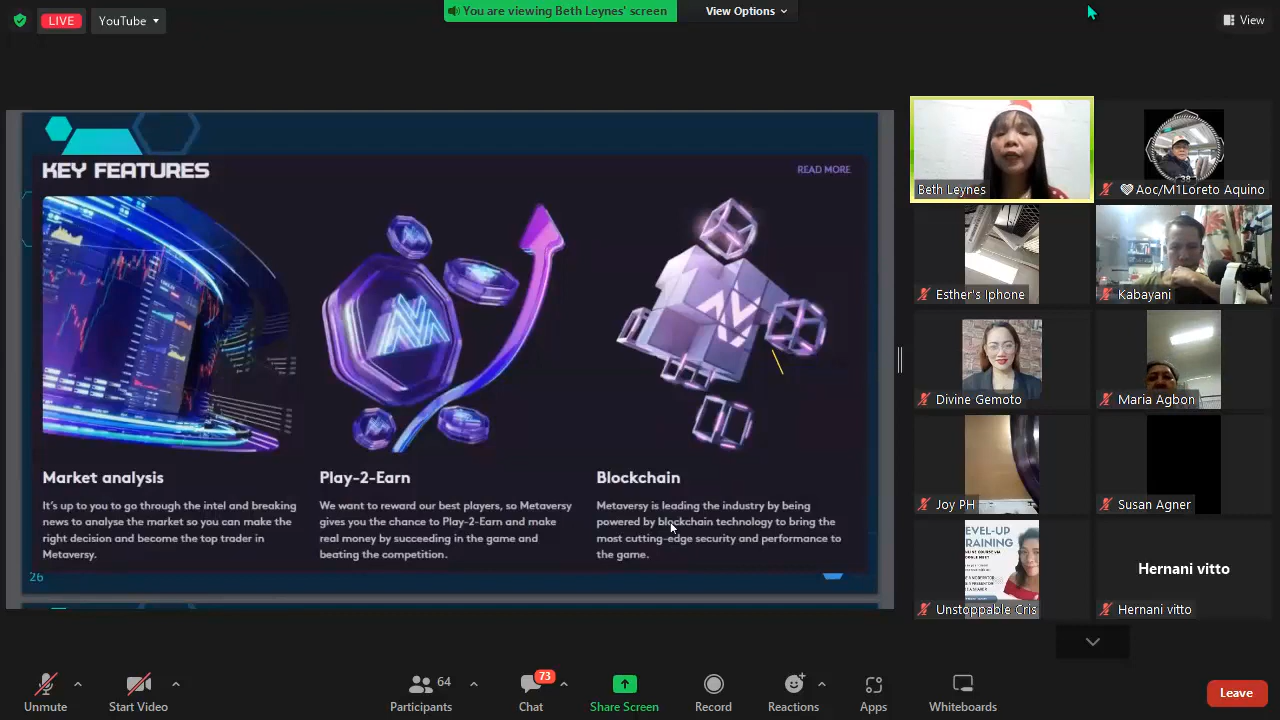 LIVE
YouTube
You are viewing Beth Leynes' screen
View Options
View
KEY FEATURES
READ MORE
Market analysis
It's up to you to go through the intel and breaking
news to analyse the market so you can make the
right decision and become the top trader in
Metaversy.
Play-2-Earn
We want to reward our best players, so Metaversy
gives you the chance to Play-2-Earn and make
real money by succeeding in the game and
beating the competition.
Blockchain
Metaversy is leading the industry by being
powered by blockchain technology to bring the
most cutting-edge security and performance to
the game.
26
Beth Leynes
Aoc/M1Loreto Aquino
Esther's Iphone
Kabayani
Divine Gemoto
Maria Agbon
Joy PH
Susan Agner
EVEL-UP
RAINING
Unstoppable Cris
Hernani vitto
Hernani vitto
Unmute
Start Video
64
Participants
73
Chat
Share Screen
Record
Reactions
Apps
Whiteboards
Leave